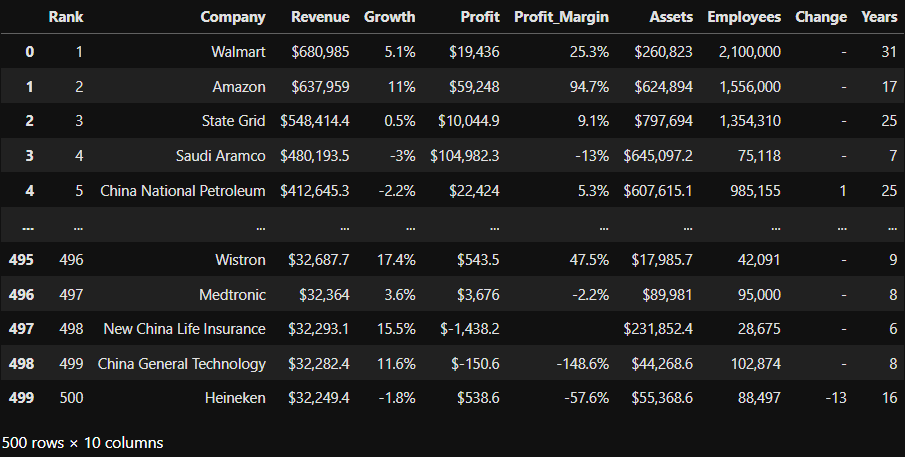 Rank Company Revenue Growth Profit Profit_Margin Assets Employees Change Years
0 1 Walmart $680,985 5.1% $19,436 25.3% $260,823 2,100,000 - 31
1 2 Amazon $637,959 11% $59,248 94.7% $624,894 1,556,000 - 17
2 3 State Grid $548,414.4 0.5% $10,044.9 9.1% $797,694 1,354,310 - 25
3 4 Saudi Aramco $480,193.5 -3% $104,982.3 -13% $645,097.2 75,118 - 7
4 5 China National Petroleum $412,645.3 -2.2% $22,424 5.3% $607,615.1 985,155 1 25
... ... ... ... ... ... ... ... ... ... ...
495 496 Wistron $32,687.7 17.4% $543.5 47.5% $17,985.7 42,091 - 9
496 497 Medtronic $32,364 3.6% $3,676 -2.2% $89,981 95,000 - 8
497 498 New China Life Insurance $32,293.1 15.5% $-1,438.2 $231,852.4 28,675 - 6
498 499 China General Technology $32,282.4 11.6% $-150.6 -148.6% $44,268.6 102,874 - 8
499 500 Heineken $32,249.4 -1.8% $538.6 -57.6% $55,368.6 88,497 -13 16
500 rows × 10 columns